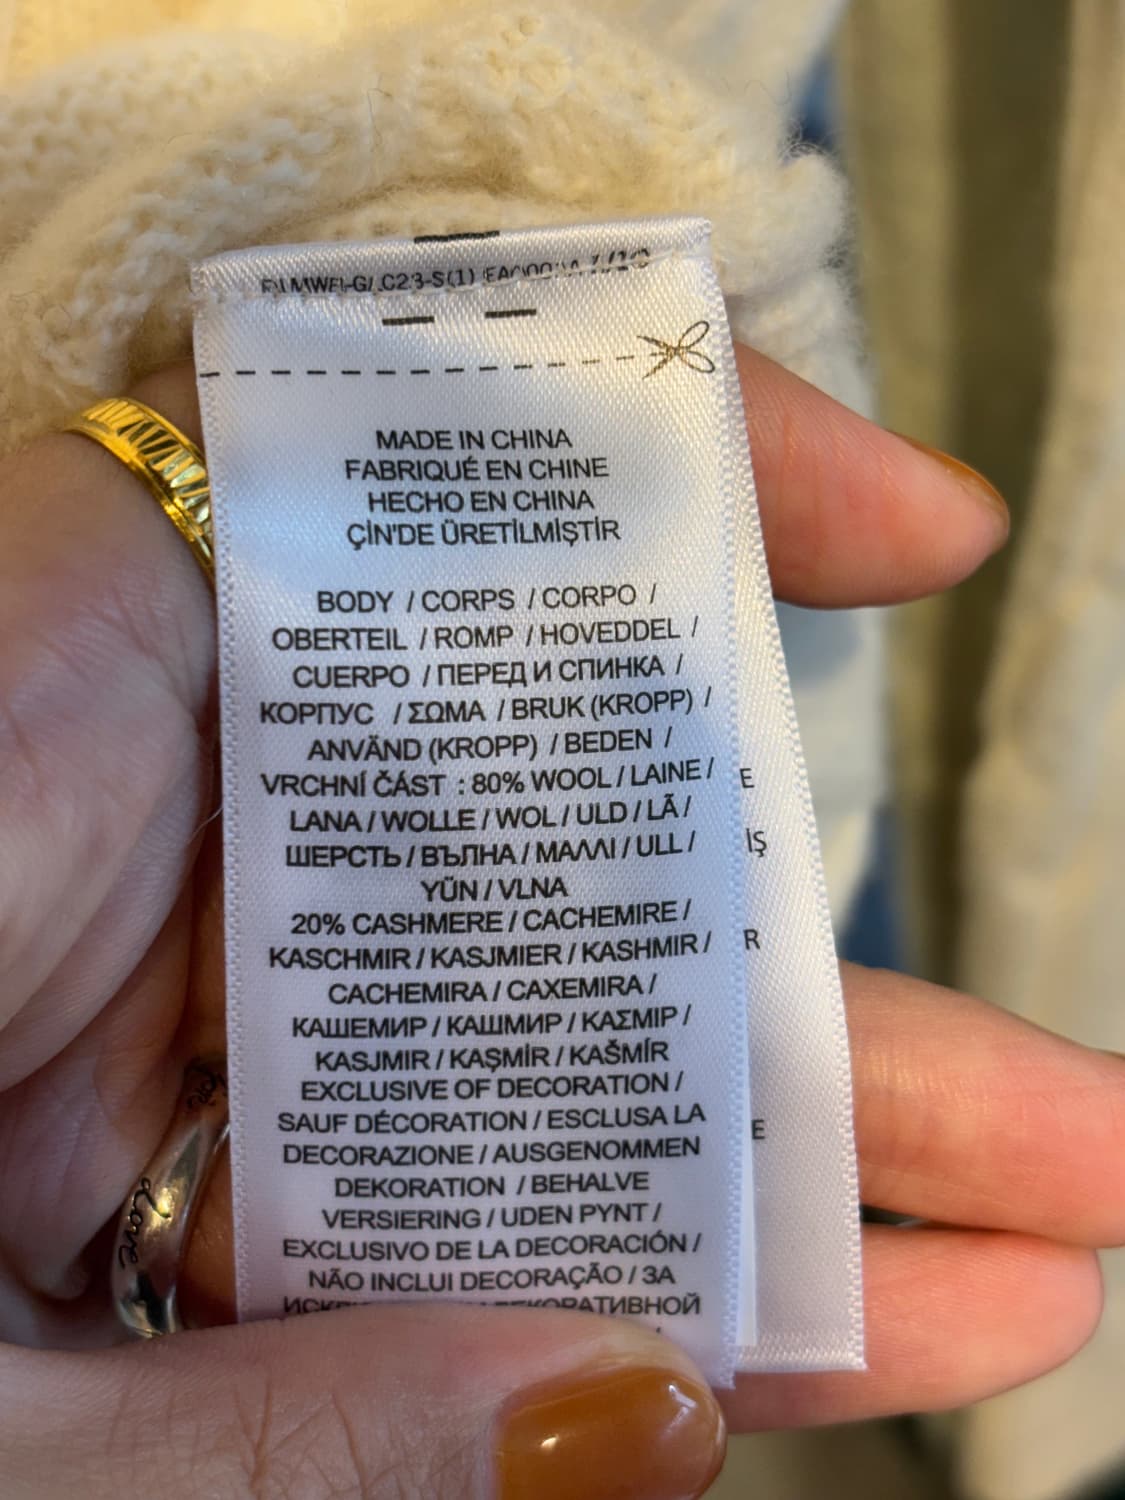 MADE IN CHINA
FABRIQUÉ EN CHINE
HECHO EN CHINA
ÇİN'DE ÜRETİLMİŞTİR
BODY / CORPS / CORPO /
OBERTEIL / ROMP / HOVEDDEL /
CUERPO / ПЕРЕД И СПИНКА /
КОРПУС / ΣΩΜΑ / BRUK (KROPP) /
ANVÄND (KROPP) / BEDEN /
VRCHNÍ ČÁST : 80% WOOL / LAINE /
LANA / WOLLE / WOL / ULD / LÃ /
ШЕРСТЬ / ВЪЛНА / ΜΑΛΛΙ / ULL /
YÜN / VLNA
20% CASHMERE / CACHEMIRE /
KASCHMIR / KASJMIER / KASHMIR /
CACHEMIRA / CAXEMIRA /
КАШЕМИР / КАШМИР / ΚΑΣΜΙΡ /
KASJMIR / KAŞMİR / KAŠMÍR
EXCLUSIVE OF DECORATION /
SAUF DÉCORATION / ESCLUSA LA
DECORAZIONE / AUSGENOMMEN
DEKORATION / BEHALVE
VERSIERING / UDEN PYNT /
EXCLUSIVO DE LA DECORACIÓN /
NÃO INCLUI DECORAÇÃO / ЗА
E
IŞ
R
E
Love